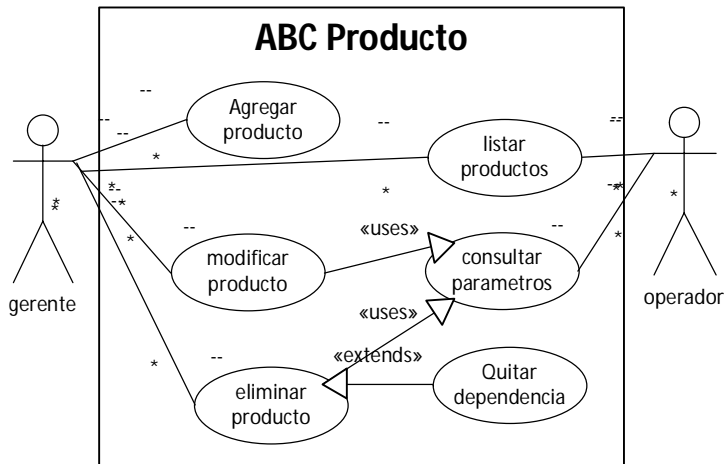 ABC Producto
--
Agregar
producto
--
--
--
--
*
listar
productos
*
--
*
--
--*
*
*
*
--
*
*
--
«uses»
--
modificar
producto
consultar
parametros
*
gerente
operador
«uses»
*
--
«extends»
eliminar
producto
Quitar
dependencia